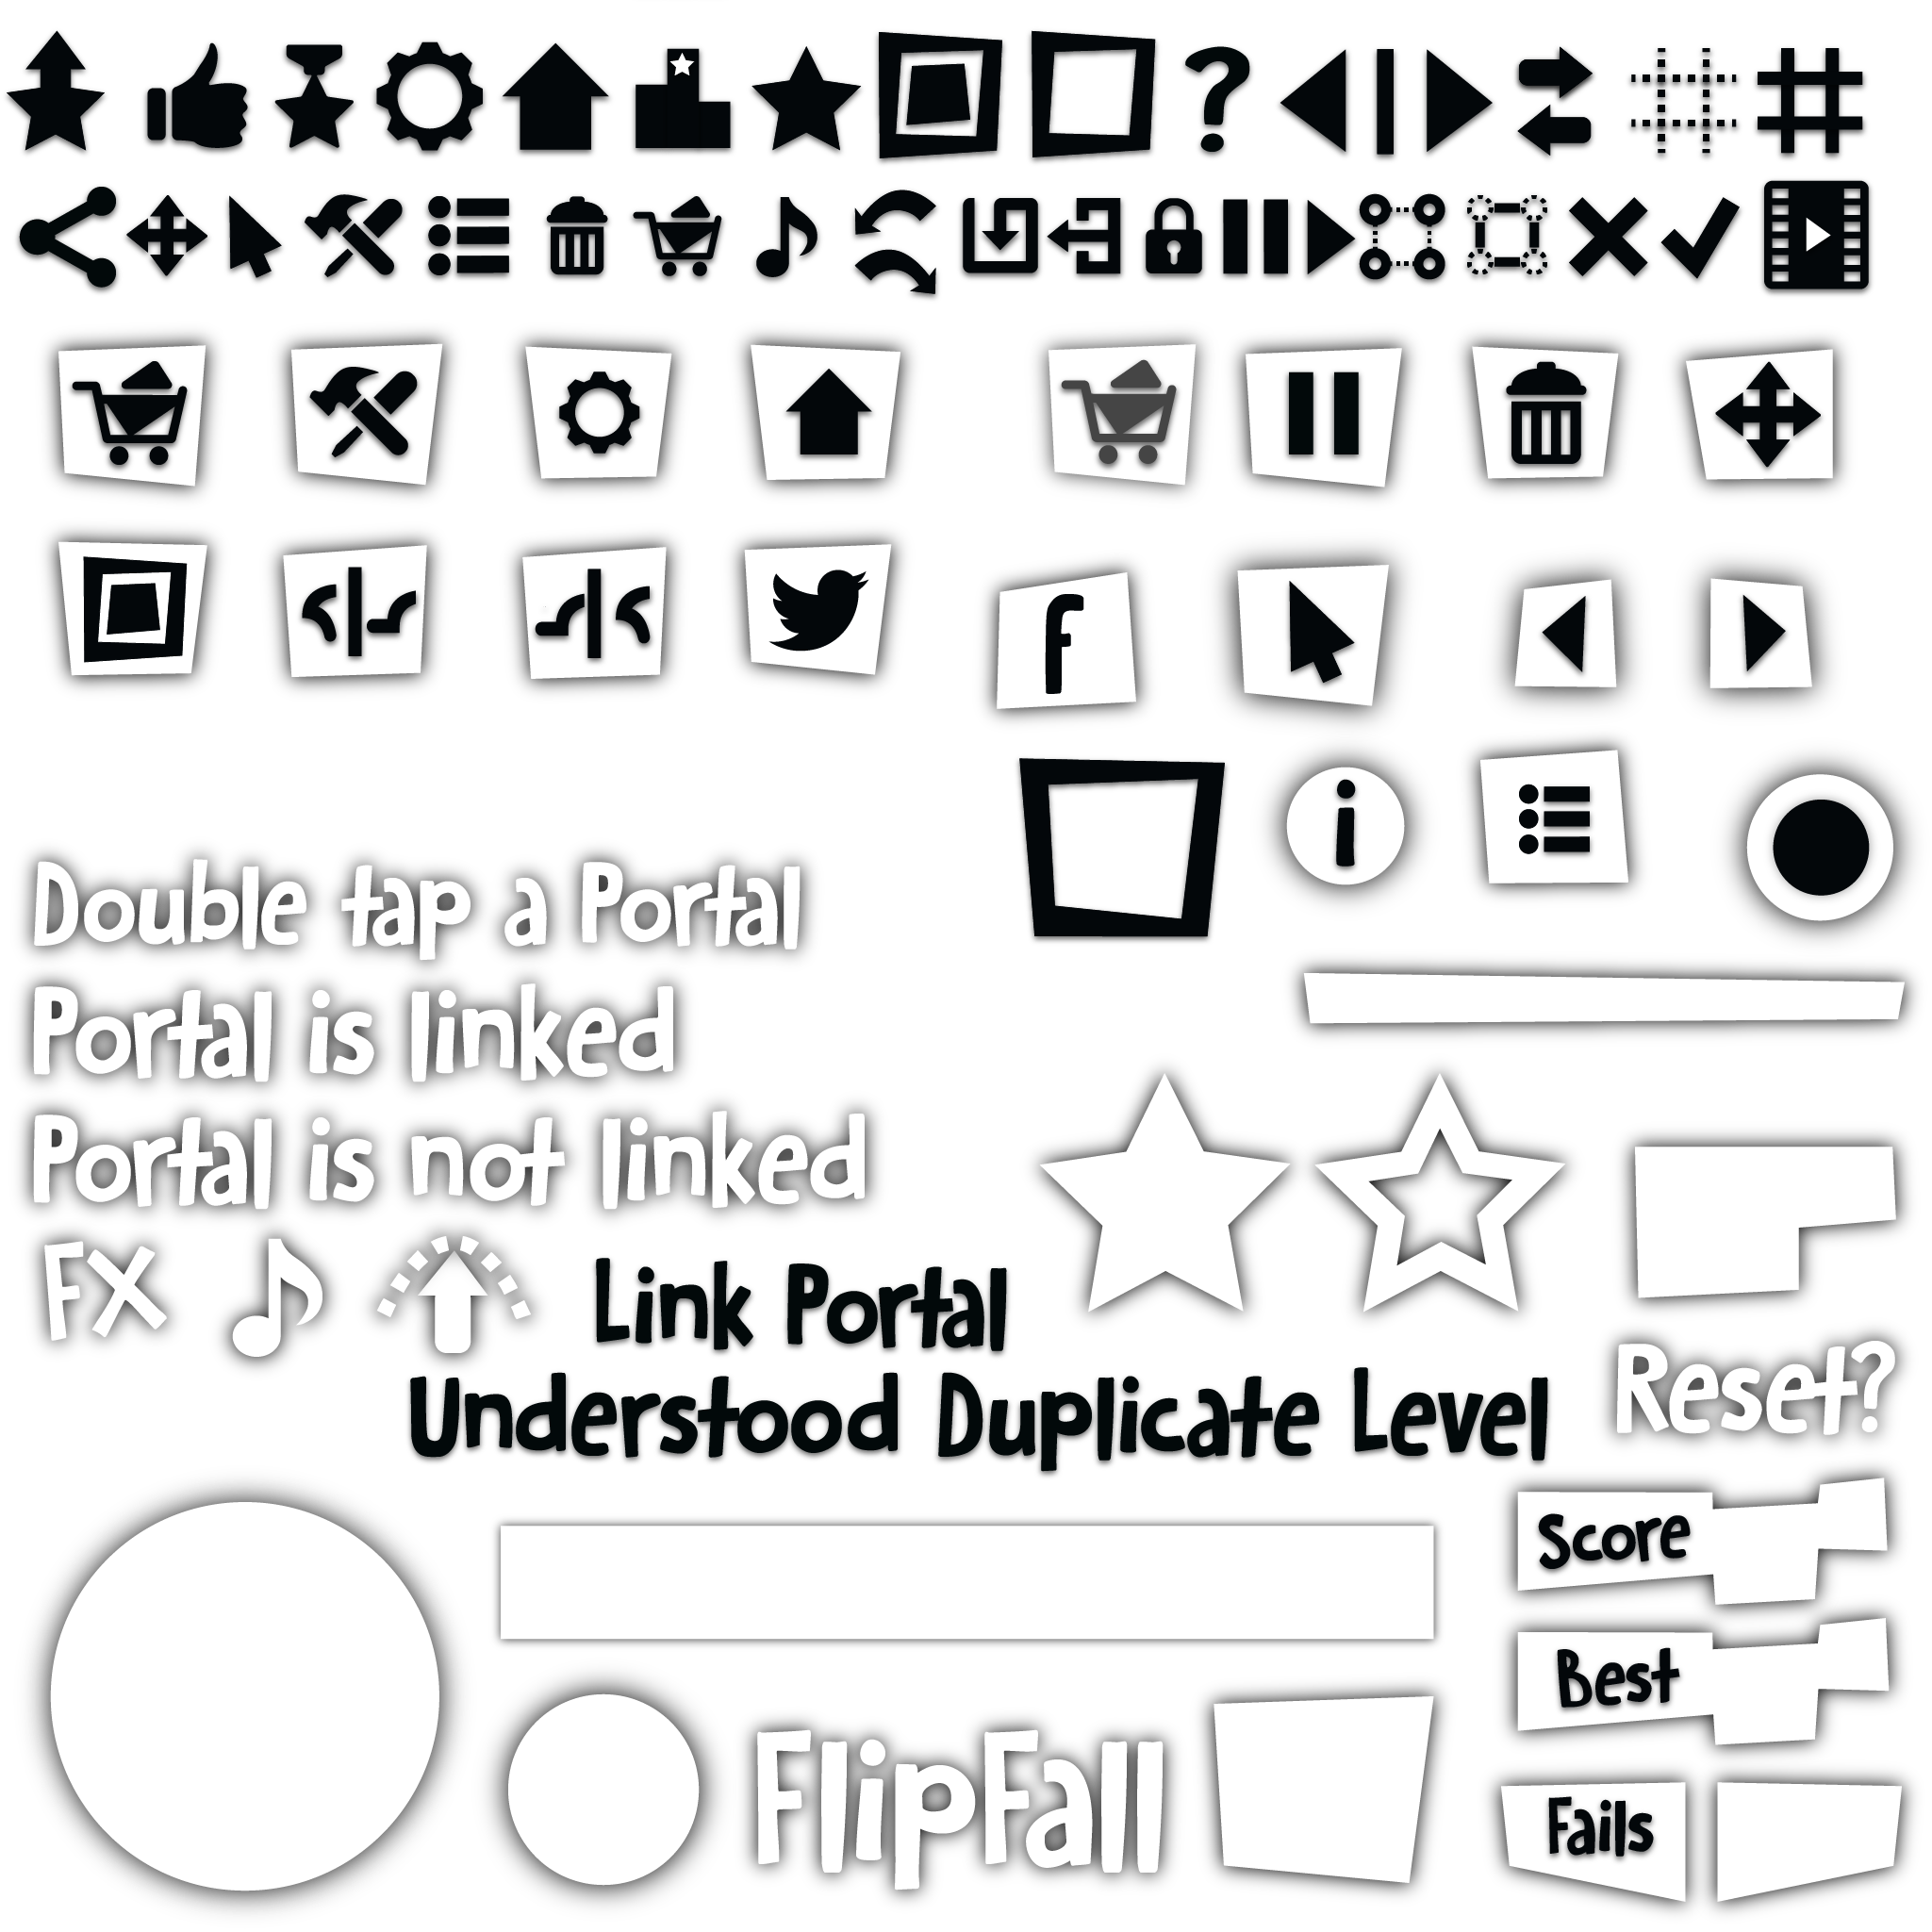 ?
f
i
Double tap a Portal
Portal is linked
Portal is not linked
FX
Link Portal
Understood Duplicate Level
Reset?
Score
Best
FlipFall
Fails